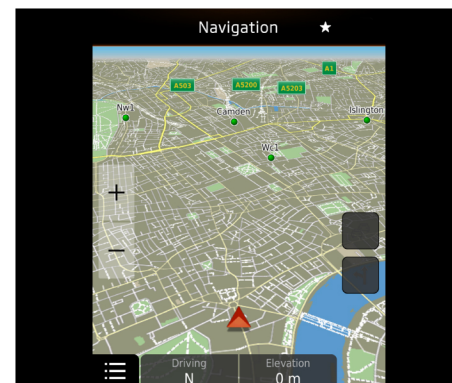 Navigation
A1
A503
A5200
A5203
Nw1
Camden
Islington
Wc1
+
−
Driving
Elevation
N
0 m